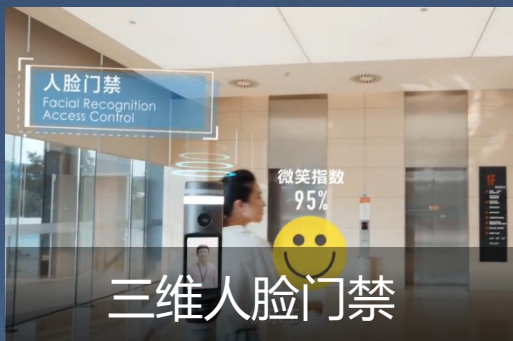 人脸门禁
Facial Recognition
Access Control
微笑指数
95%
1F
三维人脸门禁